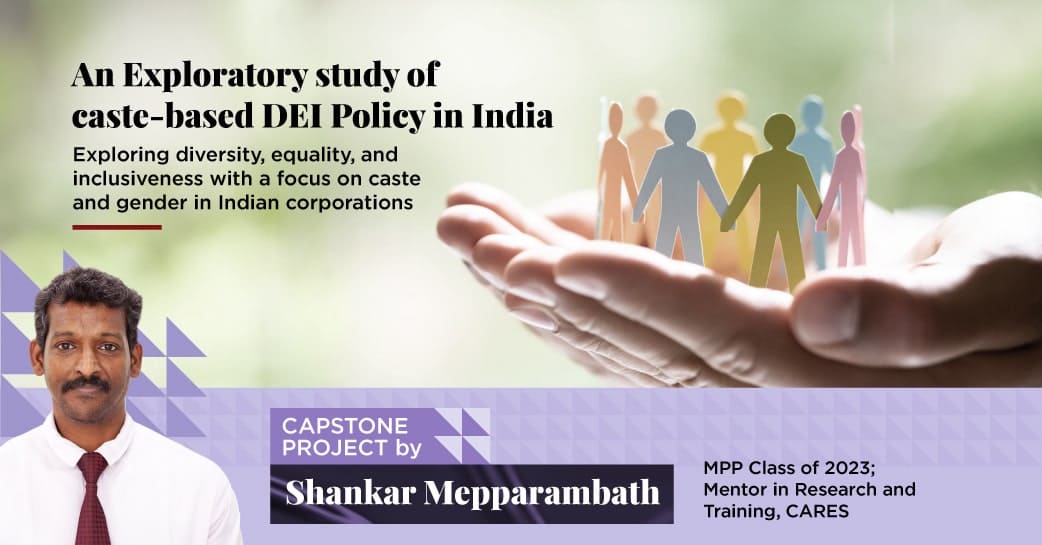 An Exploratory study of
caste-based DEI Policy in India
Exploring diversity, equality, and
inclusiveness with a focus on caste
and gender in Indian corporations
CAPSTONE
PROJECT by
Shankar Mepparambath
MPP Class of 2023;
Mentor in Research and
Training, CARES